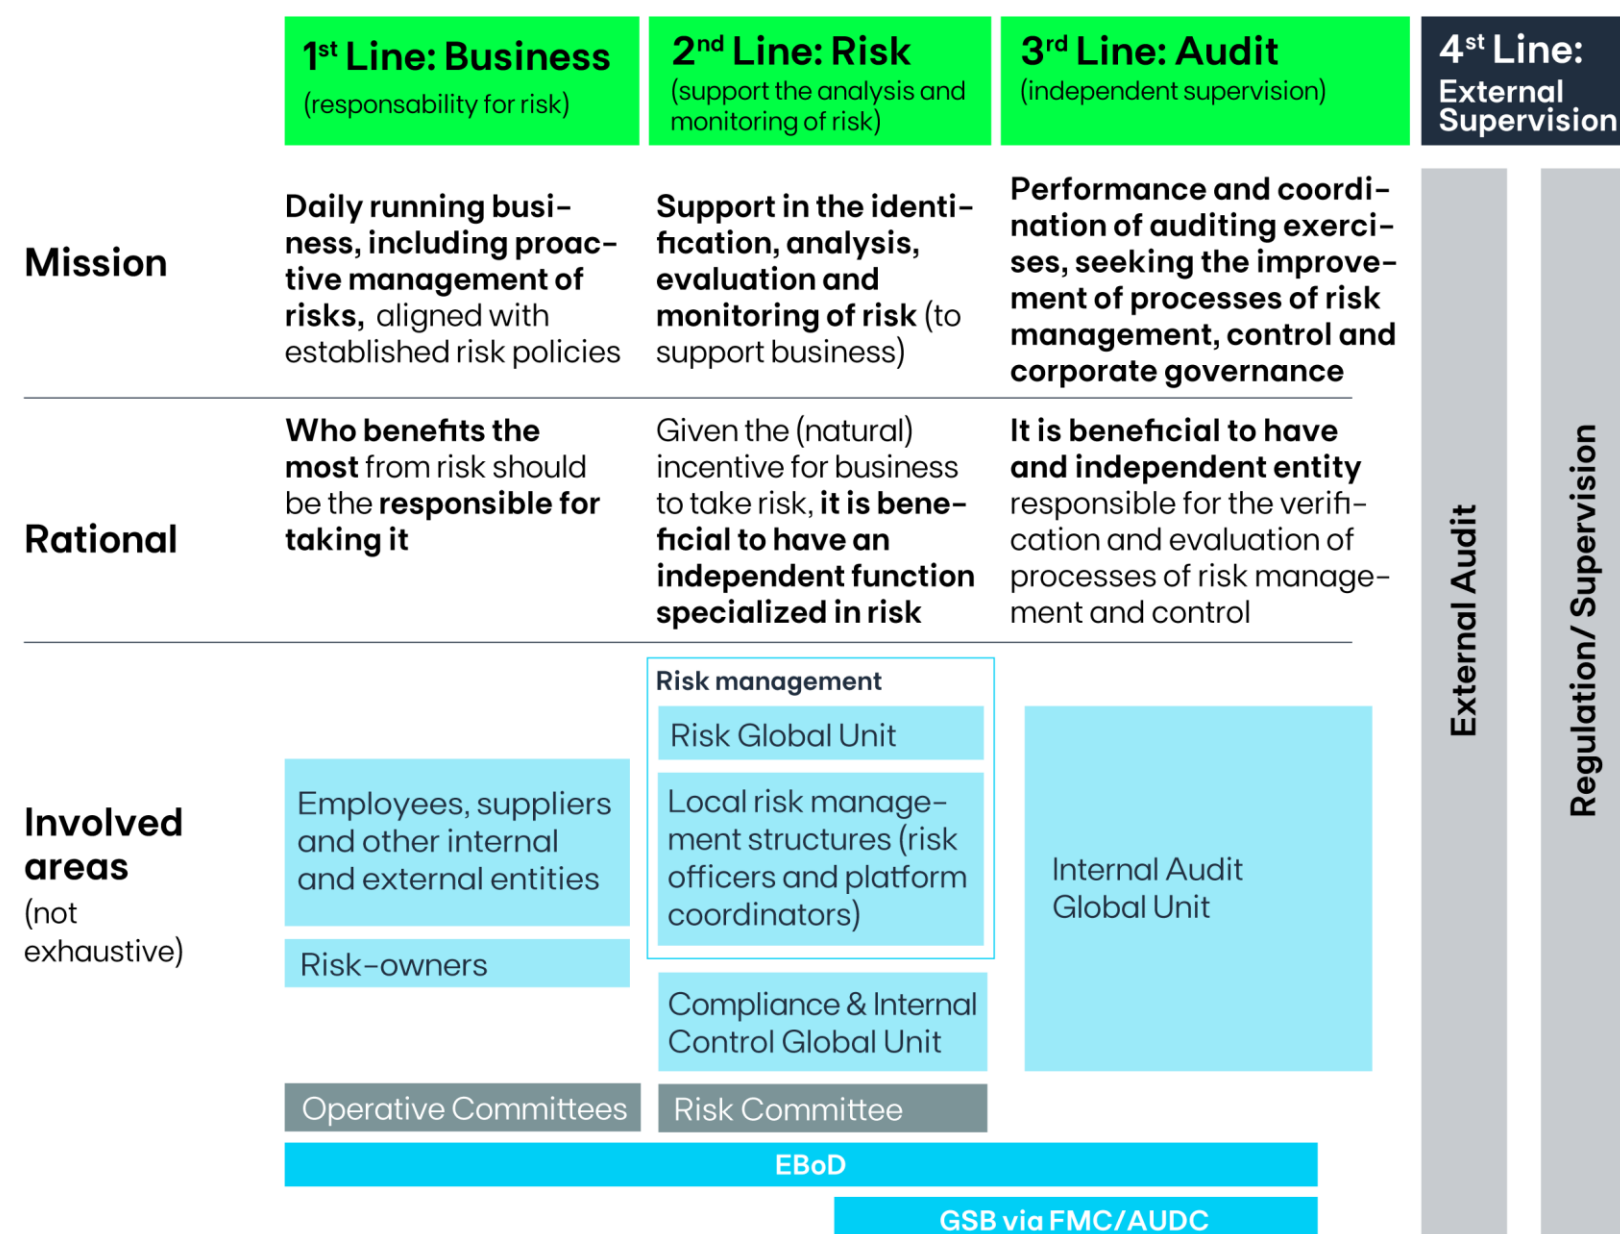 1st Line: Business
(responsability for risk)
2nd Line: Risk
(support the analysis and
monitoring of risk)
3rd Line: Audit
(independent supervision)
4st Line:
External
Supervision
Mission
Daily running busi-
ness, including proac-
tive management of
risks, aligned with
established risk policies
Support in the identi-
fication, analysis,
evaluation and
monitoring of risk (to
support business)
Performance and coordi-
nation of auditing exerci-
ses, seeking the improve-
ment of processes of risk
management, control and
corporate governance
Rational
Who benefits the
most from risk should
be the responsible for
taking it
Given the (natural)
incentive for business
to take risk, it is bene-
ficial to have an
independent function
specialized in risk
It is beneficial to have
and independent entity
responsible for the verifi-
cation and evaluation of
processes of risk manage-
ment and control
Involved
areas
(not
exhaustive)
Employees, suppliers
and other internal
and external entities
Risk-owners
Operative Committees
Risk management
Risk Global Unit
Local risk manage-
ment structures (risk
officers and platform
coordinators)
Compliance & Internal
Control Global Unit
Risk Committee
Internal Audit
Global Unit
EBoD
GSB via FMC/AUDC
External Audit
Regulation/ Supervision